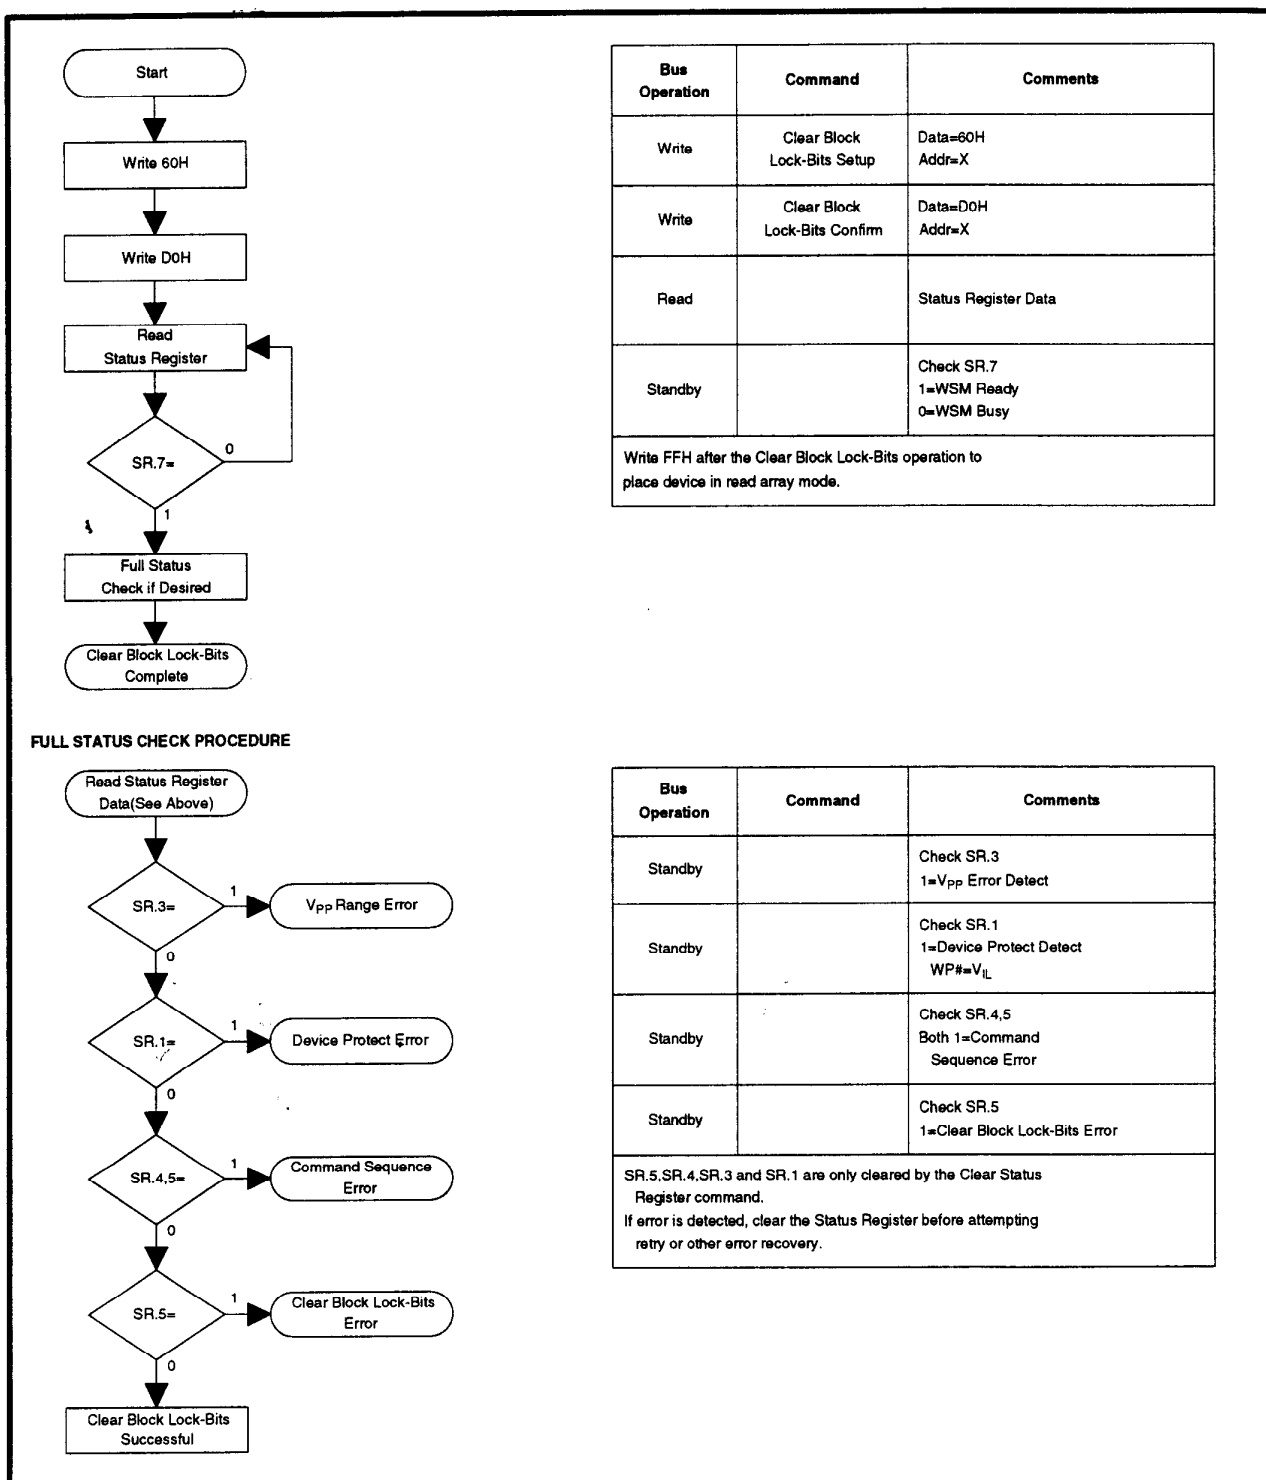 Start
Write 60H
Write D0H
Read
Status Register
SR.7=
0
1
Full Status
Check if Desired
Clear Block Lock-Bits
Complete
Bus
Operation
Command
Comments
Write
Clear Block
Lock-Bits Setup
Data=60H
Addr=X
Write
Clear Block
Lock-Bits Confirm
Data=D0H
Addr=X
Read
Status Register Data
Standby
Check SR.7
1=WSM Ready
0=WSM Busy
Write FFH after the Clear Block Lock-Bits operation to
place device in read array mode.
FULL STATUS CHECK PROCEDURE
Read Status Register
Data(See Above)
SR.3=
1
VPP Range Error
0
SR.1=
1
Device Protect Error
0
SR.4,5=
1
Command Sequence
Error
0
SR.5=
1
Clear Block Lock-Bits
Error
0
Clear Block Lock-Bits
Successful
Bus
Operation
Command
Comments
Standby
Check SR.3
1=VPP Error Detect
Standby
Check SR.1
1=Device Protect Detect
WP#=VIL
Standby
Check SR.4,5
Both 1=Command
Sequence Error
Standby
Check SR.5
1=Clear Block Lock-Bits Error
SR.5,SR.4,SR.3 and SR.1 are only cleared by the Clear Status
Register command.
If error is detected, clear the Status Register before attempting
retry or other error recovery.